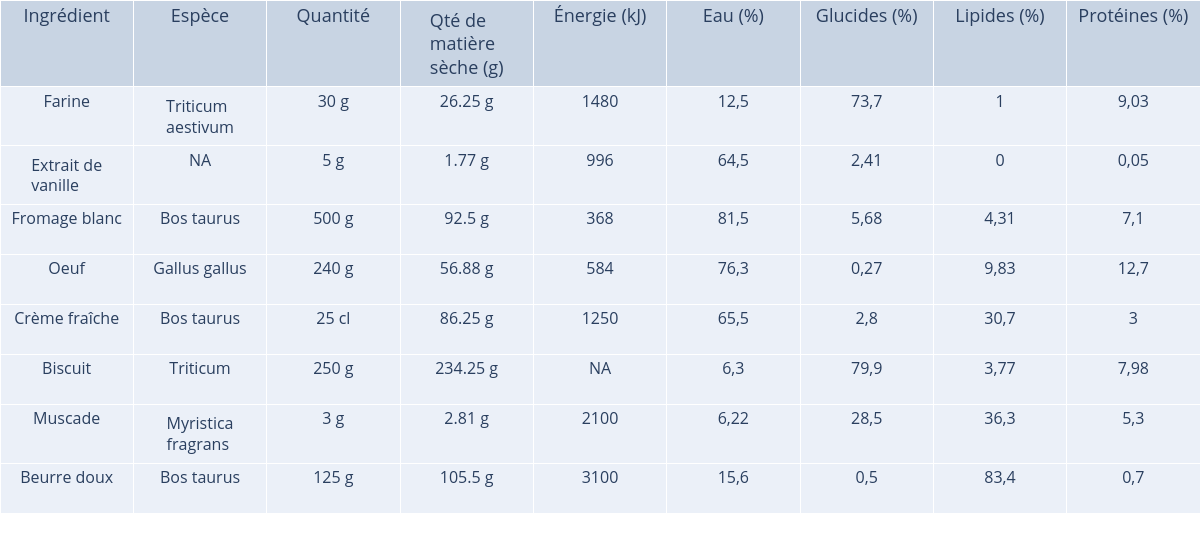 Ingrédient Espèce Quantité Qté de matière sèche (g) Énergie (kJ) Eau (%) Glucides (%) Lipides (%) Protéines (%)
Farine Triticum aestivum 30 g 26.25 g 1480 12,5 73,7 1 9,03
Extrait de vanille NA 5 g 1.77 g 996 64,5 2,41 0 0,05
Fromage blanc Bos taurus 500 g 92.5 g 368 81,5 5,68 4,31 7,1
Oeuf Gallus gallus 240 g 56.88 g 584 76,3 0,27 9,83 12,7
Crème fraîche Bos taurus 25 cl 86.25 g 1250 65,5 2,8 30,7 3
Biscuit Triticum 250 g 234.25 g NA 6,3 79,9 3,77 7,98
Muscade Myristica fragrans 3 g 2.81 g 2100 6,22 28,5 36,3 5,3
Beurre doux Bos taurus 125 g 105.5 g 3100 15,6 0,5 83,4 0,7